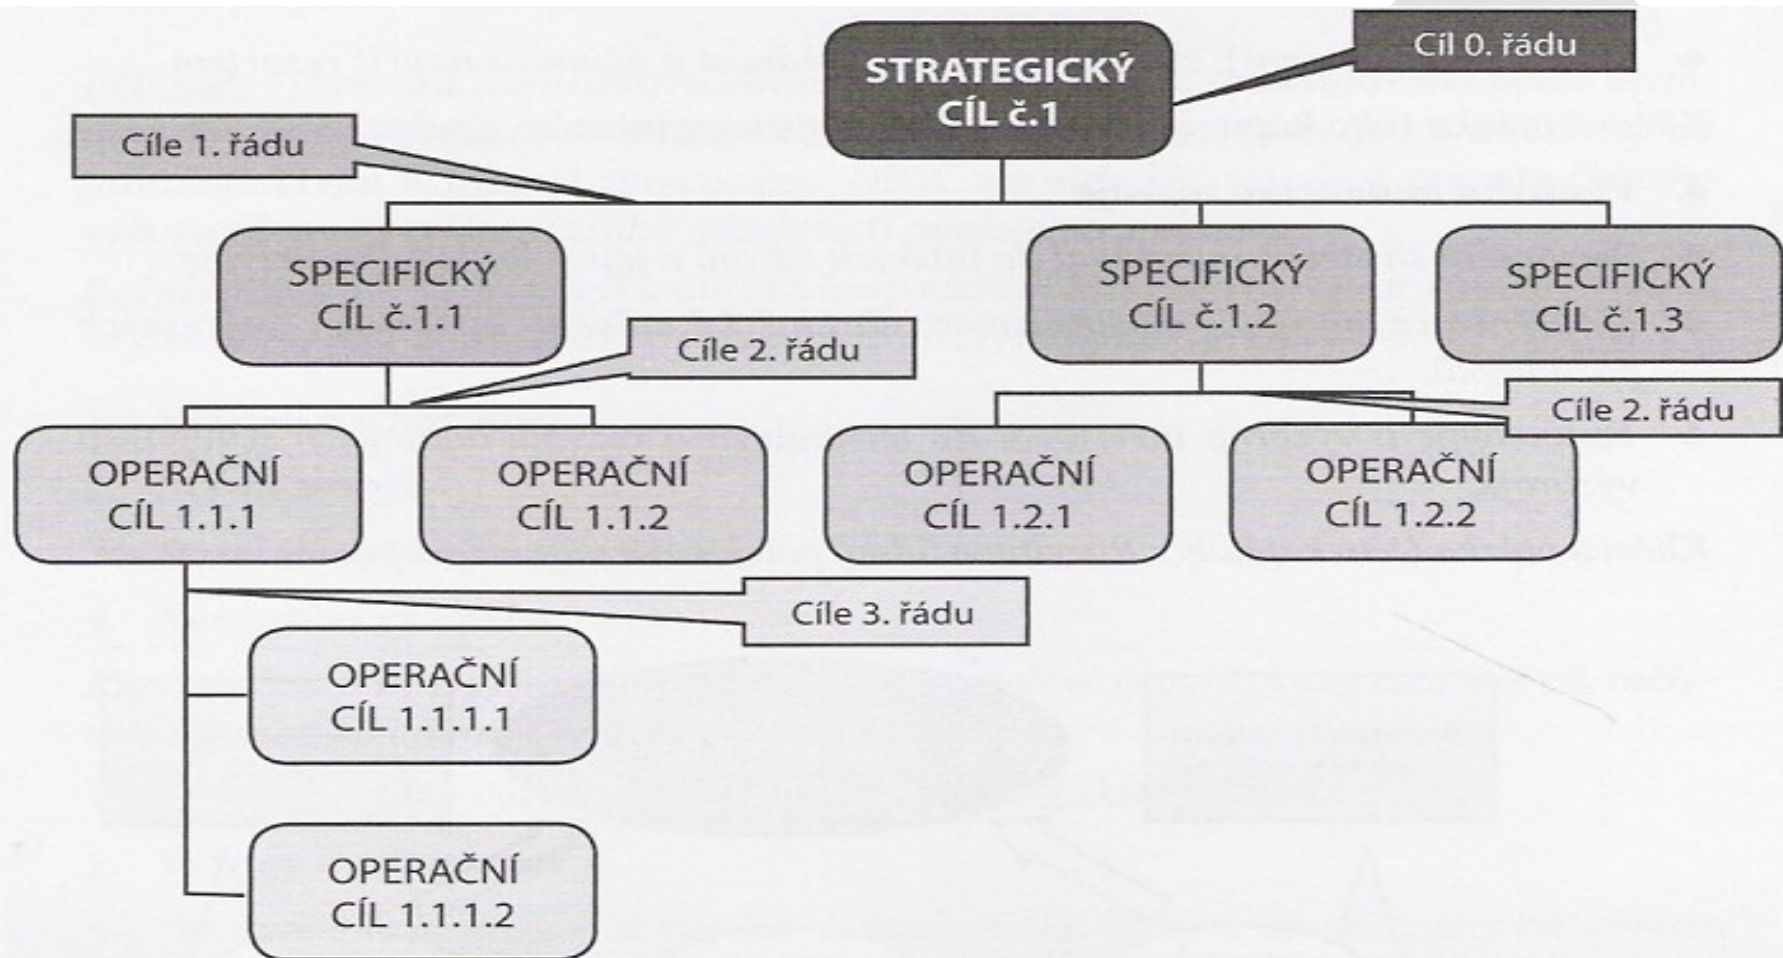 Cíl 0. řádu
STRATEGICKÝ
CÍL č.1
Cíle 1. řádu
SPECIFICKÝ
CÍL č.1.1
SPECIFICKÝ
CÍL č.1.2
SPECIFICKÝ
CÍL č.1.3
Cíle 2. řádu
Cíle 2. řádu
OPERAČNÍ
CÍL 1.1.1
OPERAČNÍ
CÍL 1.1.2
OPERAČNÍ
CÍL 1.2.1
OPERAČNÍ
CÍL 1.2.2
Cíle 3. řádu
OPERAČNÍ
CÍL 1.1.1.1
OPERAČNÍ
CÍL 1.1.1.2